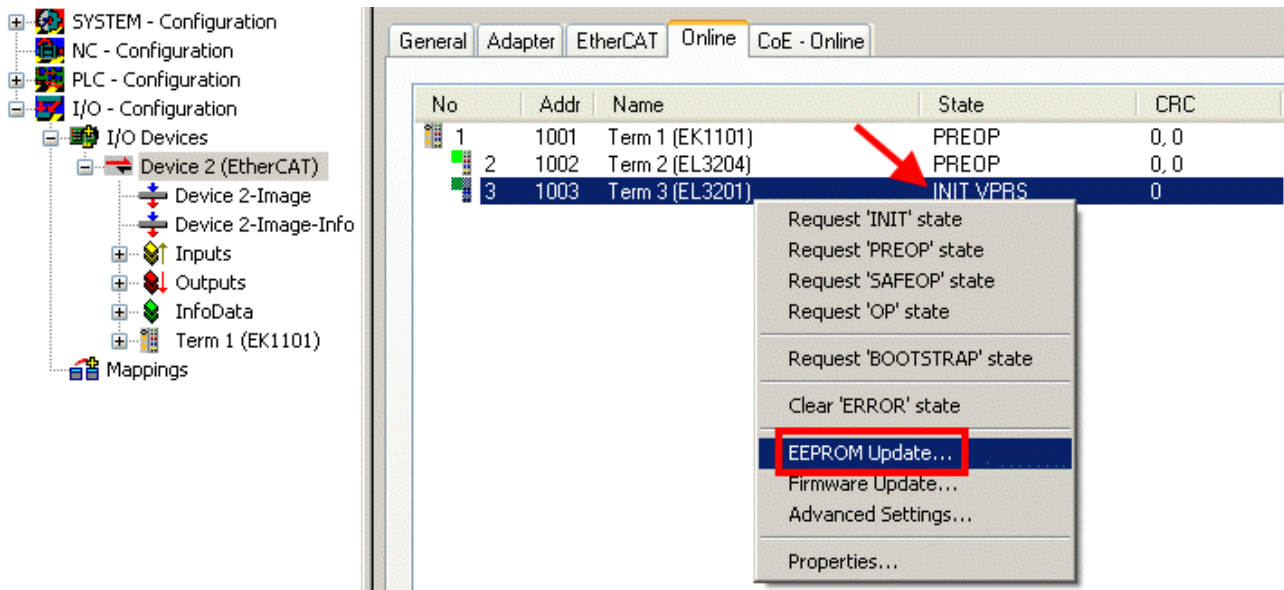 SYSTEM - Configuration
NC - Configuration
PLC - Configuration
I/O - Configuration
I/O Devices
Device 2 (EtherCAT)
Device 2-Image
Device 2-Image-Info
Inputs
Outputs
InfoData
Term 1 (EK1101)
Mappings
General Adapter EtherCAT Online CoE - Online
No Addr Name State CRC
1 1001 Term 1 (EK1101) PREOP 0, 0
2 1002 Term 2 (EL3204) PREOP 0, 0
3 1003 Term 3 (EL3201) INIT VPRS 0
Request 'INIT' state
Request 'PREOP' state
Request 'SAFEOP' state
Request 'OP' state
Request 'BOOTSTRAP' state
Clear 'ERROR' state
EEPROM Update...
Firmware Update...
Advanced Settings...
Properties...